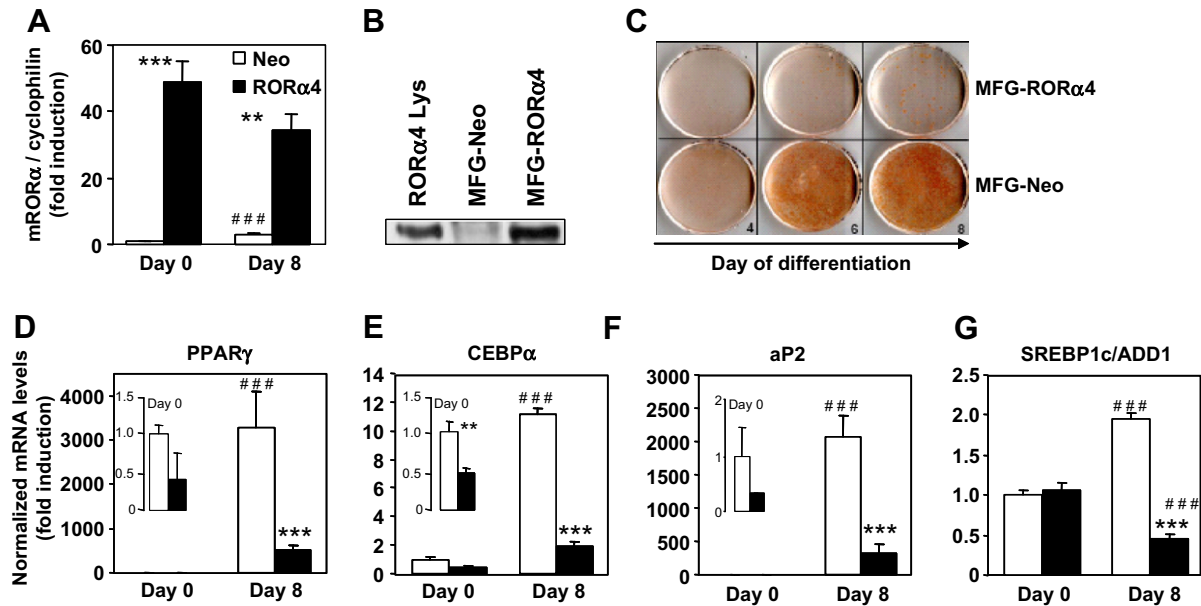 A
mRORα / cyclophilin
(fold induction)
60
40
20
0
***
Neo
RORα4
**
# # #
Day 0
Day 8
B
RORα4 Lys
MFG-Neo
MFG-RORα4
C
MFG-RORα4
MFG-Neo
4
6
8
Day of differentiation
D
PPARγ
Normalized mRNA levels
(fold induction)
4000
3000
2000
1000
0
1.5
1.0
0.5
0
Day 0
# # #
***
Day 0
Day 8
E
CEBPα
14
12
10
8
6
4
2
0
1.5
1.0
0.5
0
Day 0
**
# # #
***
Day 0
Day 8
F
aP2
3000
2500
2000
1500
1000
500
0
2
1
0
Day 0
# # #
***
Day 0
Day 8
G
SREBP1c/ADD1
2.5
2.0
1.5
1.0
0.5
0
# # #
# # #
***
Day 0
Day 8